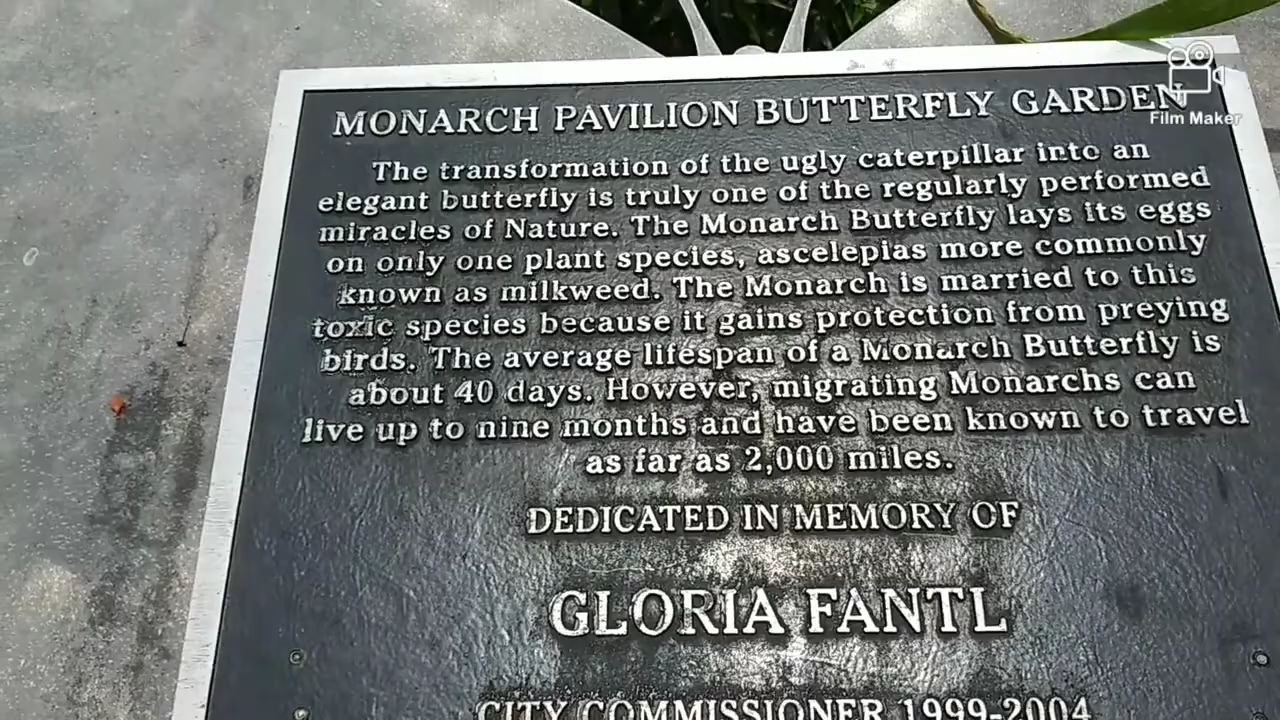 MONARCH PAVILION BUTTERFLY GARDEN
Film Maker
The transformation of the ugly caterpillar into an
elegant butterfly is truly one of the regularly performed
miracles of Nature. The Monarch Butterfly lays its eggs
on only one plant species, ascelepias more commonly
known as milkweed. The Monarch is married to this
toxic species because it gains protection from preying
birds. The average lifespan of a Monarch Butterfly is
about 40 days. However, migrating Monarchs can
live up to nine months and have been known to travel
as far as 2,000 miles.
DEDICATED IN MEMORY OF
GLORIA FANTL
CITY COMMISSIONER 1999-2004